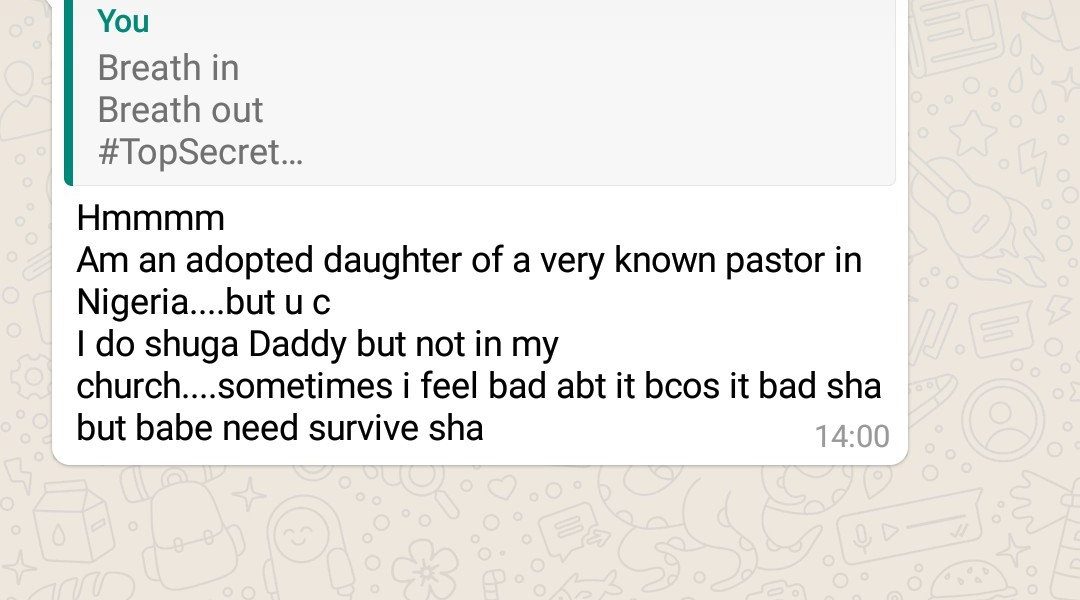 You
Breath in
Breath out
#TopSecret...
Hmmmm
Am an adopted daughter of a very known pastor in
Nigeria....but u c
I do shuga Daddy but not in my
church....sometimes i feel bad abt it bcos it bad sha
but babe need survive sha
14:00